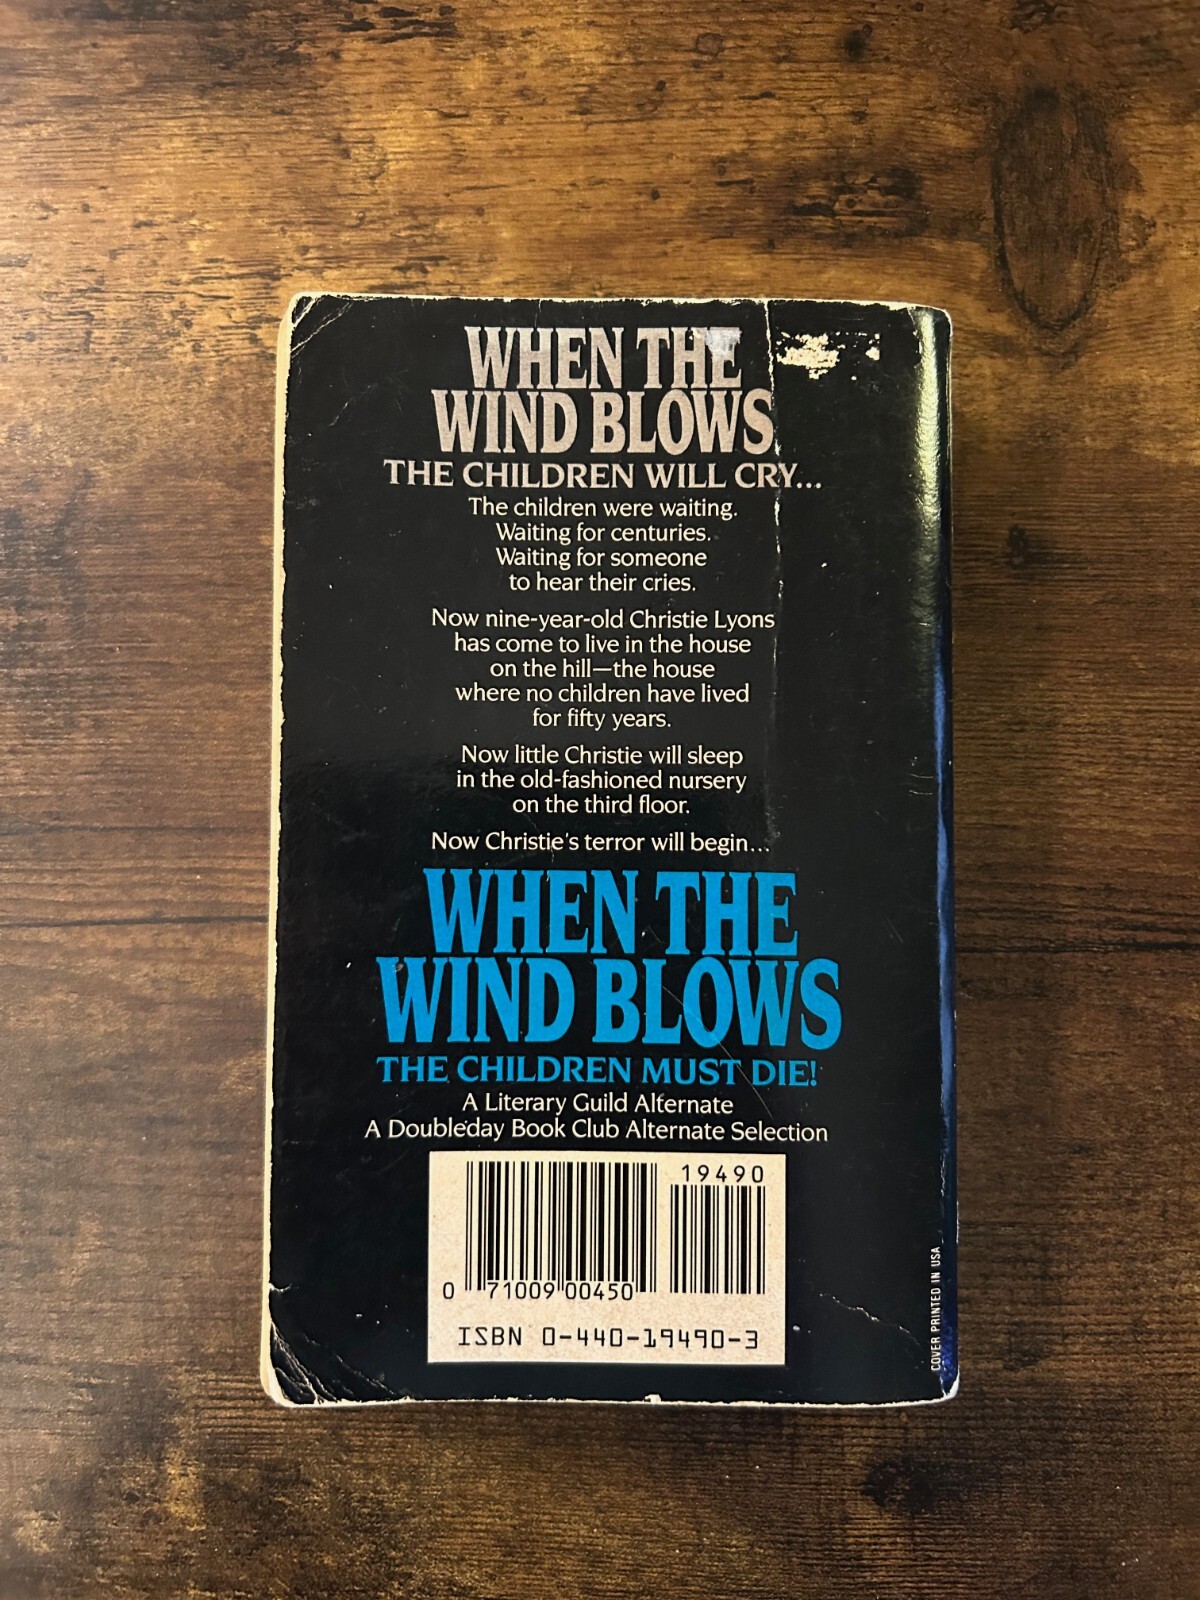 WHEN THE
WIND BLOWS
THE CHILDREN WILL CRY...
The children were waiting.
Waiting for centuries.
Waiting for someone
to hear their cries.
Now nine-year-old Christie Lyons
has come to live in the house
on the hill—the house
where no children have lived
for fifty years.
Now little Christie will sleep
in the old-fashioned nursery
on the third floor.
Now Christie's terror will begin...
WHEN THE
WIND BLOWS
THE CHILDREN MUST DIE!
A Literary Guild Alternate
A Doubleday Book Club Alternate Selection
19490
0 71009 00450
ISBN 0-440-19490-3
COVER PRINTED IN USA